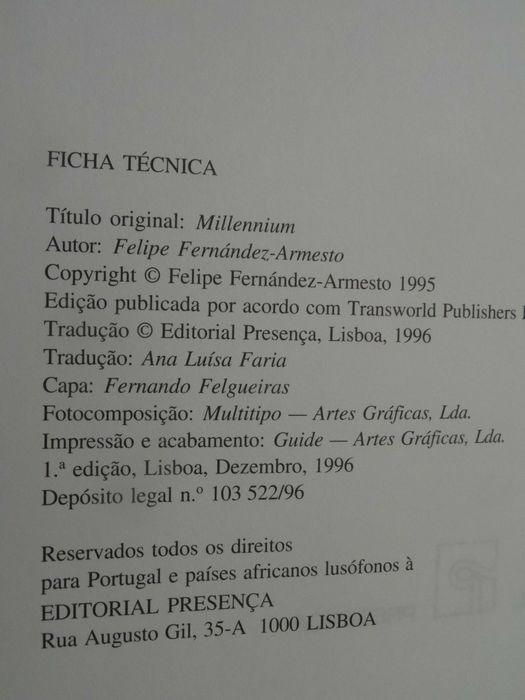 FICHA TÉCNICA
Título original: Millennium
Autor: Felipe Fernández-Armesto
Copyright © Felipe Fernández-Armesto 1995
Edição publicada por acordo com Transworld Publishers
Tradução © Editorial Presença, Lisboa, 1996
Tradução: Ana Luísa Faria
Capa: Fernando Felgueiras
Fotocomposição: Multitipo — Artes Gráficas, Lda.
Impressão e acabamento: Guide — Artes Gráficas, Lda.
1.ª edição, Lisboa, Dezembro, 1996
Depósito legal n.º 103 522/96
Reservados todos os direitos
para Portugal e países africanos lusófonos à
EDITORIAL PRESENÇA
Rua Augusto Gil, 35-A 1000 LISBOA